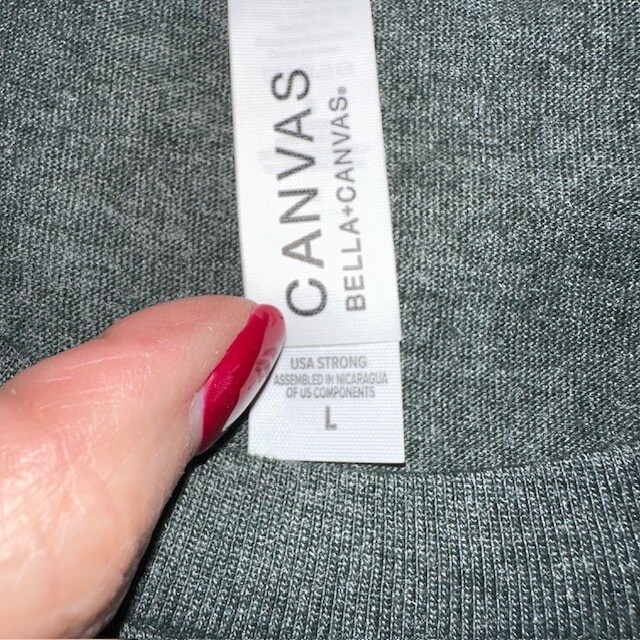 CANVAS
BELLA+CANVAS®
USA STRONG
ASSEMBLED IN NICARAGUA
OF US COMPONENTS
L